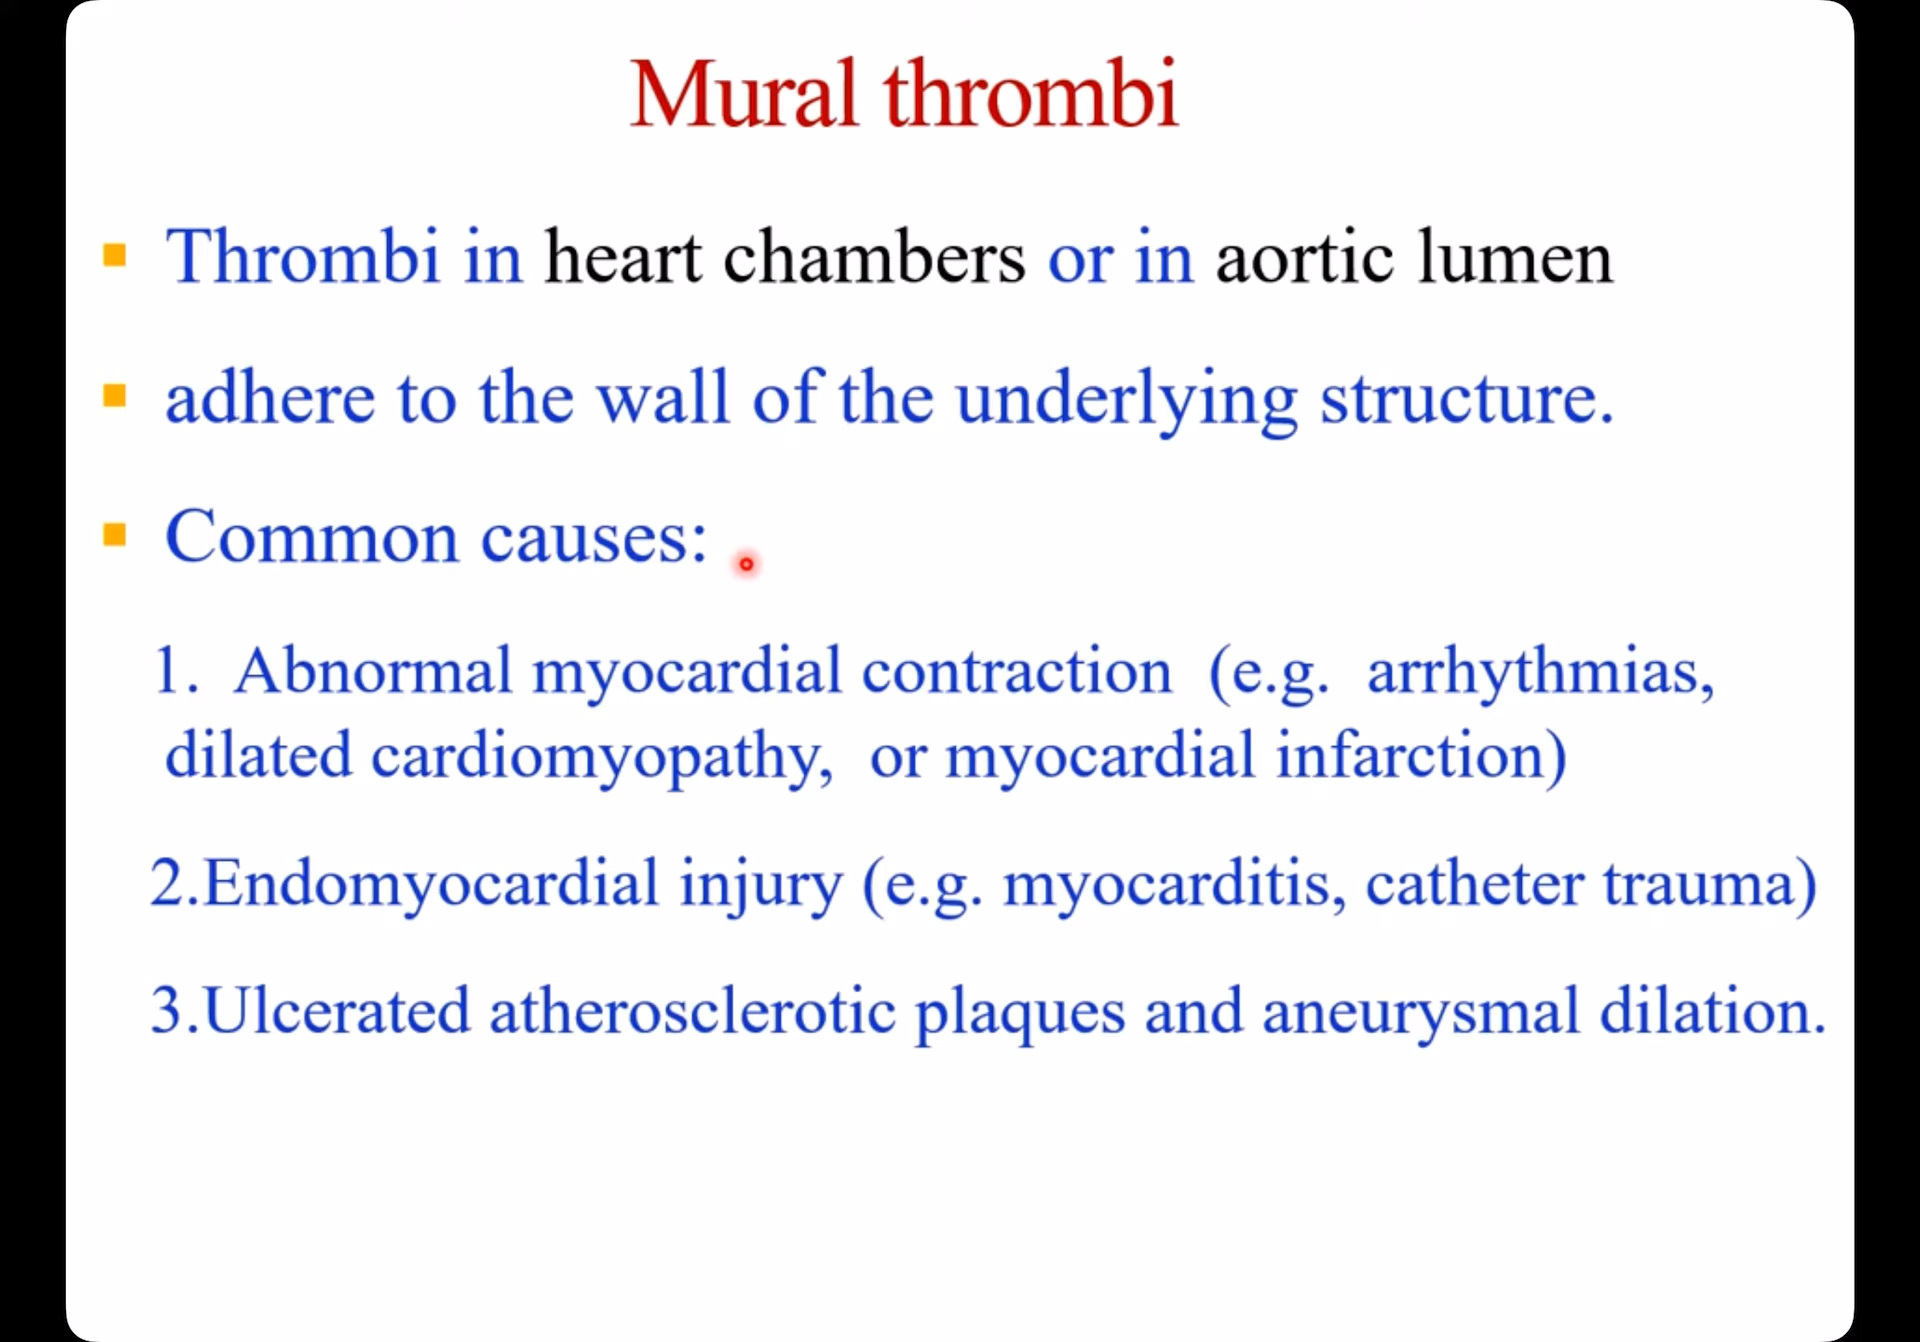 Mural thrombi
▪ Thrombi in heart chambers or in aortic lumen
▪ adhere to the wall of the underlying structure.
▪ Common causes:
1. Abnormal myocardial contraction (e.g. arrhythmias,
dilated cardiomyopathy, or myocardial infarction)
2.Endomyocardial injury (e.g. myocarditis, catheter trauma)
3.Ulcerated atherosclerotic plaques and aneurysmal dilation.